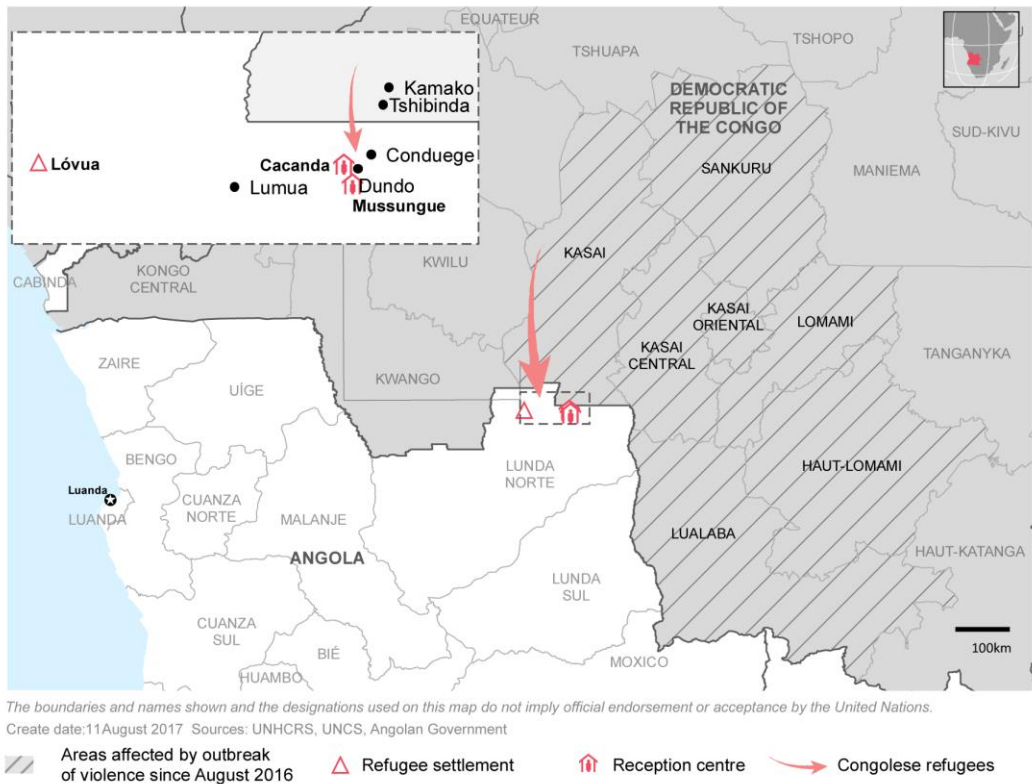 EQUATEUR
TSHUAPA
TSHOPO
DEMOCRATIC
REPUBLIC OF
THE CONGO
SUD-KIVU
SANKURU
MANIEMA
Kamako
Tshibinda
Lóvua
Cacanda
Conduege
Lumua
Dundo
Mussungue
CABINDA
KONGO
CENTRAL
KWILU
KASAI
KASAI
ORIENTAL
LOMAMI
KASAI
CENTRAL
TANGANYKA
ZAIRE
UÍGE
KWANGO
BENGO
LUNDA
NORTE
HAUT-LOMAMI
Luanda
LUANDA
CUANZA
NORTE
MALANJE
LUALABA
HAUT-KATANGA
ANGOLA
LUNDA
SUL
CUANZA
SUL
BIÉ
HUAMBO
MOXICO
100km
The boundaries and names shown and the designations used on this map do not imply official endorsement or acceptance by the United Nations.
Create date:11August 2017 Sources: UNHCRS, UNCS, Angolan Government
Areas affected by outbreak
of violence since August 2016
Refugee settlement
Reception centre
Congolese refugees